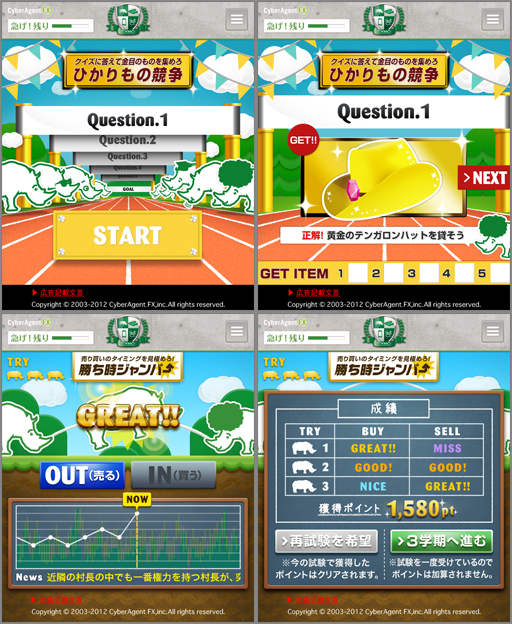 CyberAgent FX
急げ!残り
クイズに答えて金目のものを集めろ
ひかりもの競争
Question.1
Question.2
Question.3
GOAL
START
広告記載文言
Copyright © 2003-2012 CyberAgent FX,inc.All rights reserved.
CyberAgent FX
急げ!残り
クイズに答えて金目のものを集めろ
ひかりもの競争
Question.1
GET!!
NEXT
正解! 黄金のテンガロンハットを貸そう
GET ITEM 1 2 3 4 5
広告記載文言
Copyright © 2003-2012 CyberAgent FX,inc.All rights reserved.
CyberAgent FX
急げ!残り
TRY
売り買いのタイミングを見極めろ!
勝ち時ジャンパー
GREAT!!
OUT(売る)
IN(買う)
NOW
News 近隣の村長の中でも一番権力を持つ村長が、
Copyright © 2003-2012 CyberAgent FX,inc.All rights reserved.
CyberAgent FX
急げ!残り
TRY
売り買いのタイミングを見極めろ!
勝ち時ジャンパー
成績
TRY BUY SELL
1 GREAT!! MISS
2 GOOD! GOOD!
3 NICE GREAT!!
獲得ポイント 1,580pt.
再試験を希望
3学期へ進む
※今の試験で獲得した
ポイントはクリアされます。
※試験を一度受けているので
ポイントは加算されません。
Copyright © 2003-2012 CyberAgent FX,inc.All rights reserved.